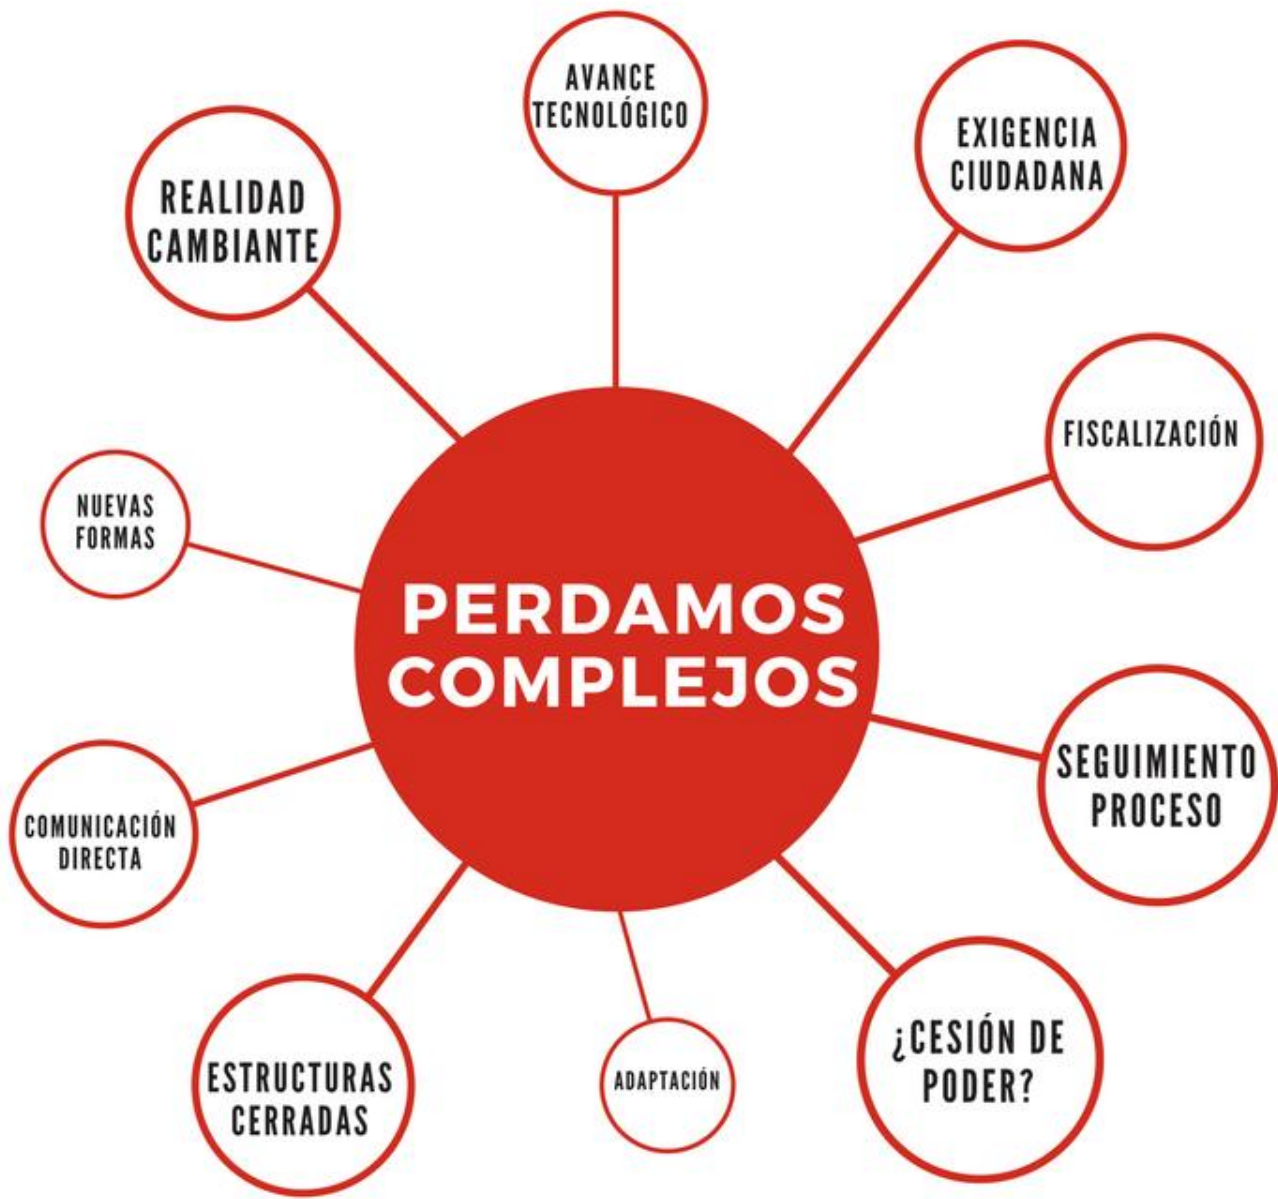 AVANCE
TECNOLÓGICO
EXIGENCIA
CIUDADANA
REALIDAD
CAMBIANTE
FISCALIZACIÓN
NUEVAS
FORMAS
PERDAMOS
COMPLEJOS
SEGUIMIENTO
PROCESO
COMUNICACIÓN
DIRECTA
¿CESIÓN DE
PODER?
ESTRUCTURAS
CERRADAS
ADAPTACIÓN